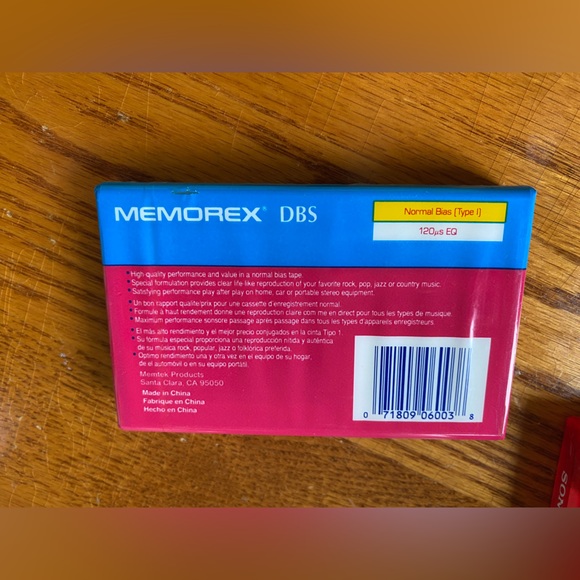 MEMOREX® DBS
Normal Bias (Type I)
120µs EQ
• High quality performance and value in a normal bias tape.
• Special formulation provides clear life-like reproduction of your favorite rock, pop, jazz or country music.
• Satisfying performance play after play on home, car or portable stereo equipment.
• Un bon rapport qualité/prix pour une cassette d'enregistrement normal.
• Formule à haut rendement donne une reproduction claire com me en direct pour tous les types de musique.
• Maximum performance sonsore passage après passage dans tous les types d'appareils enregistreurs.
• El más alto rendimiento y el mejor precio conjugados en la cinta Tipo 1.
• Su formula especial proporciona una reproducción nítida y auténtica
de su música rock, popular, jazz o folklórica preferida.
• Optimo rendimiento una y otra vez en el equipo de su hogar,
de el automóvil o en su equipo portátil.
Memtek Products
Santa Clara, CA 95050
Made in China
Fabrique en China
Hecho en China
0 71809 06003 8
SON